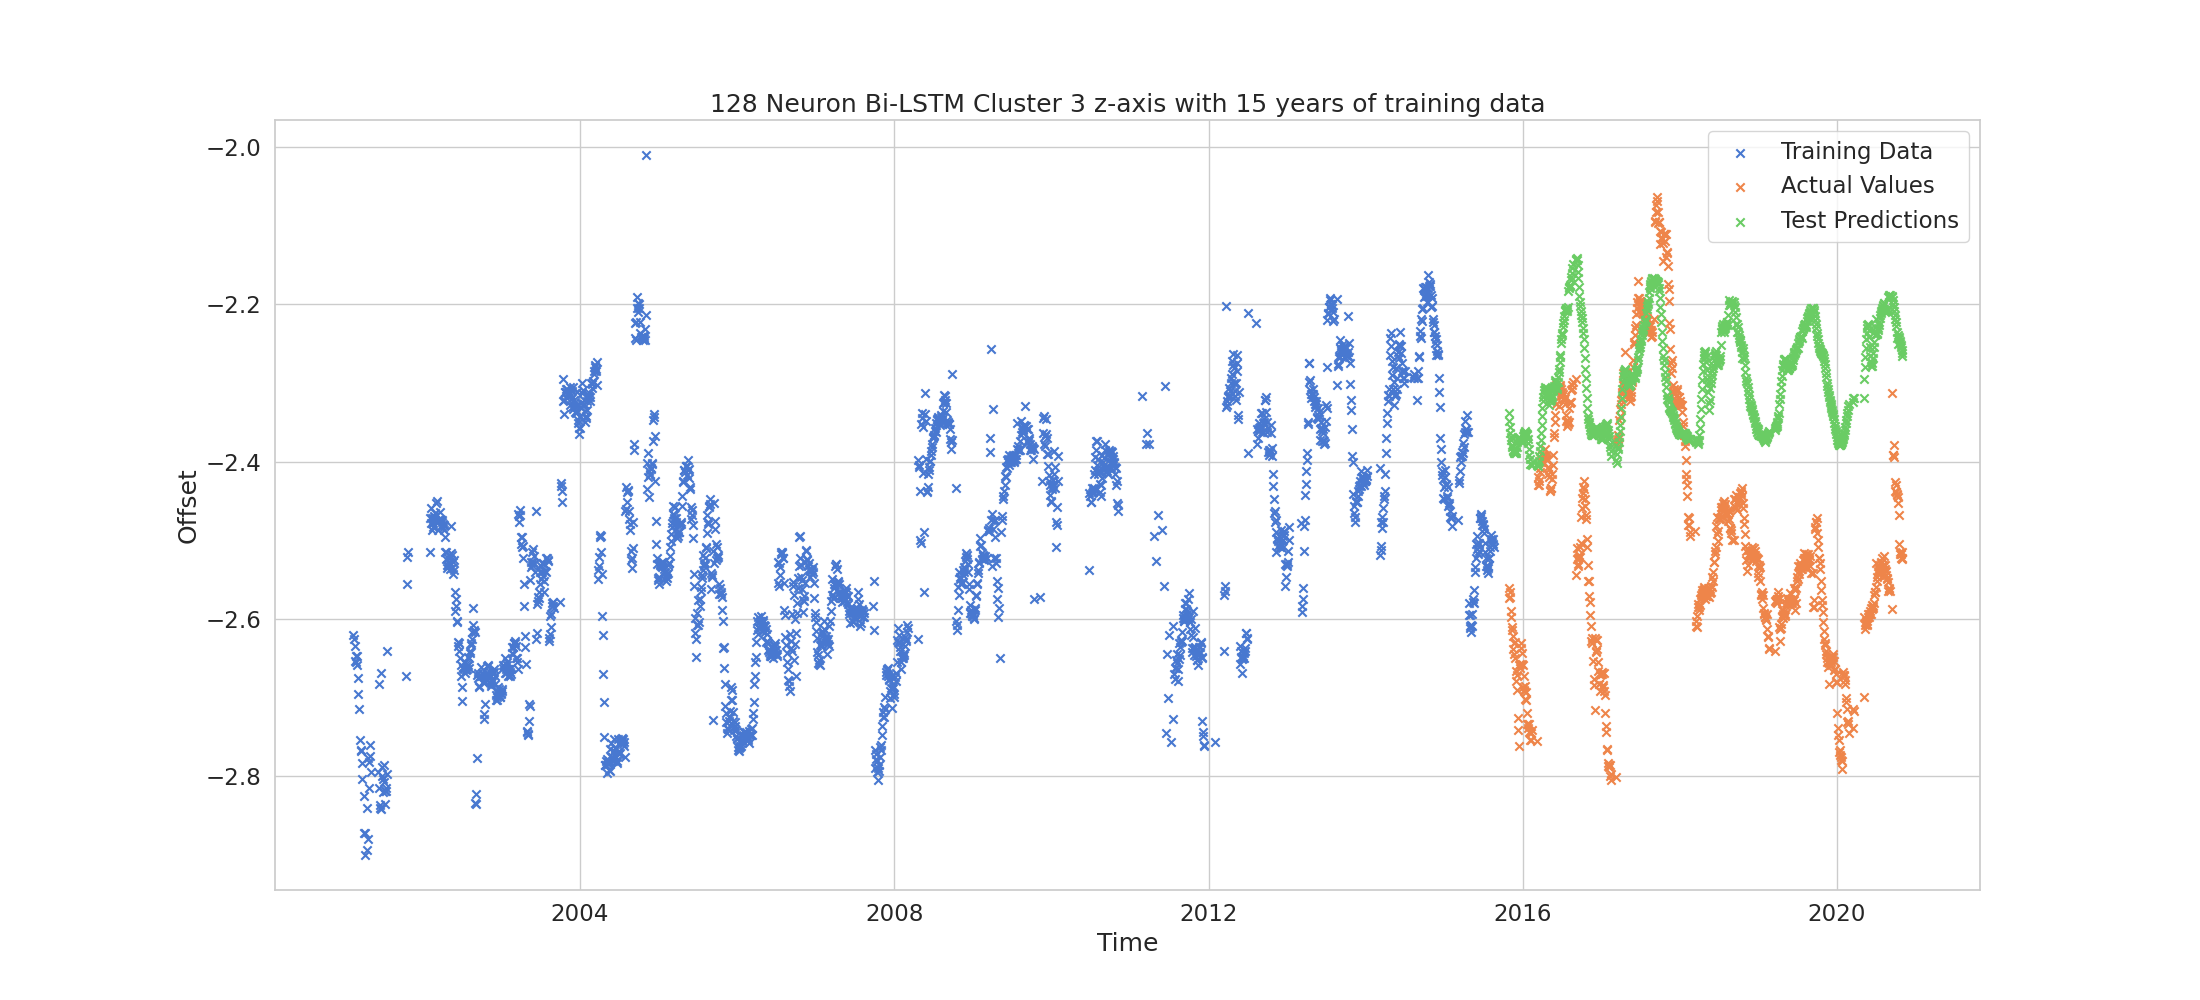 128 Neuron Bi-LSTM Cluster 3 z-axis with 15 years of training data
−2.0
−2.2
−2.4
−2.6
−2.8
Offset
Training Data
Actual Values
Test Predictions
2004
2008
2012
2016
2020
Time